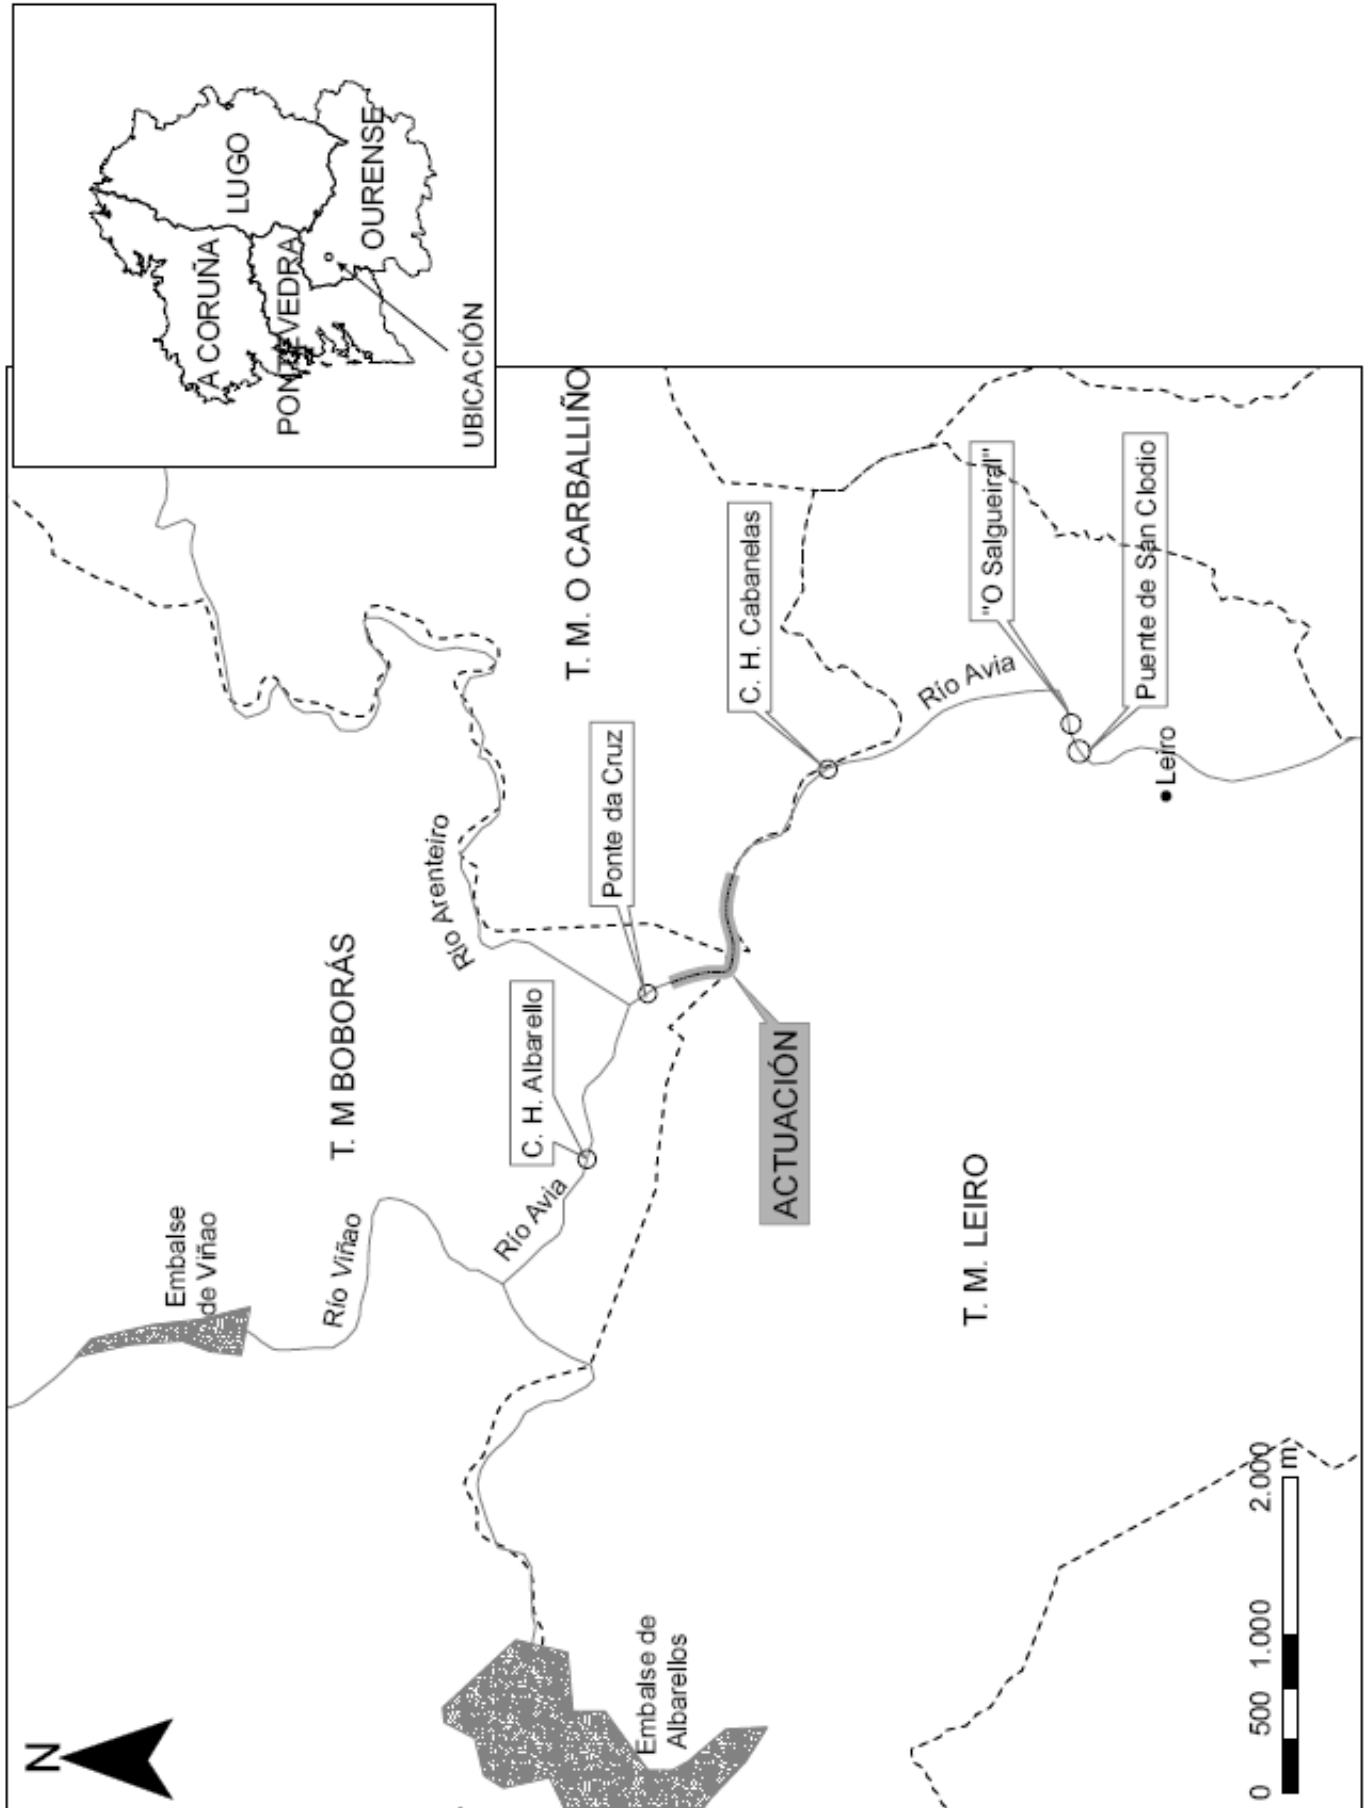 N
Embalse
de Viñao
Río Viñao
T. M BOBORÁS
Río Avia
C. H. Albarello
Río Arenteiro
Ponte da Cruz
T. M. O CARBALLIÑO
Embalse de
Albarellos
ACTUACIÓN
C. H. Cabanelas
Río Avia
T. M. LEIRO
"O Salgueiral"
Puente de San Clodio
Leiro
0 500 1.000 2.000
m
A CORUÑA
LUGO
PONTEVEDRA
OURENSE
UBICACIÓN